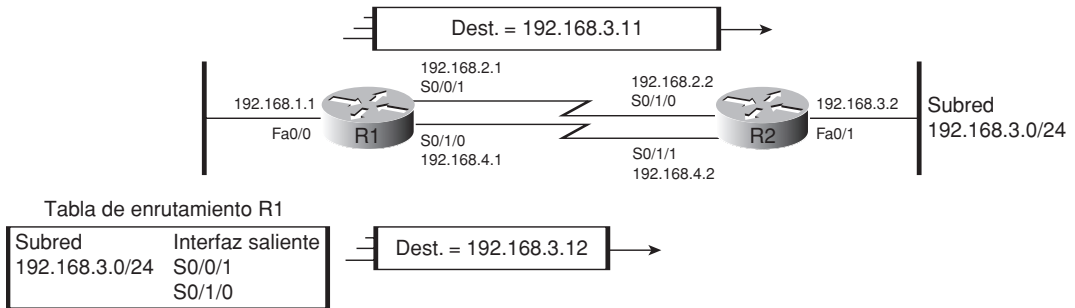 Dest. = 192.168.3.11
192.168.2.1
S0/0/1
192.168.2.2
S0/1/0
192.168.1.1
Fa0/0
R1
S0/1/0
192.168.4.1
R2
S0/1/1
192.168.4.2
192.168.3.2
Fa0/1
Subred
192.168.3.0/24
Tabla de enrutamiento R1
Subred Interfaz saliente
192.168.3.0/24 S0/0/1
S0/1/0
Dest. = 192.168.3.12